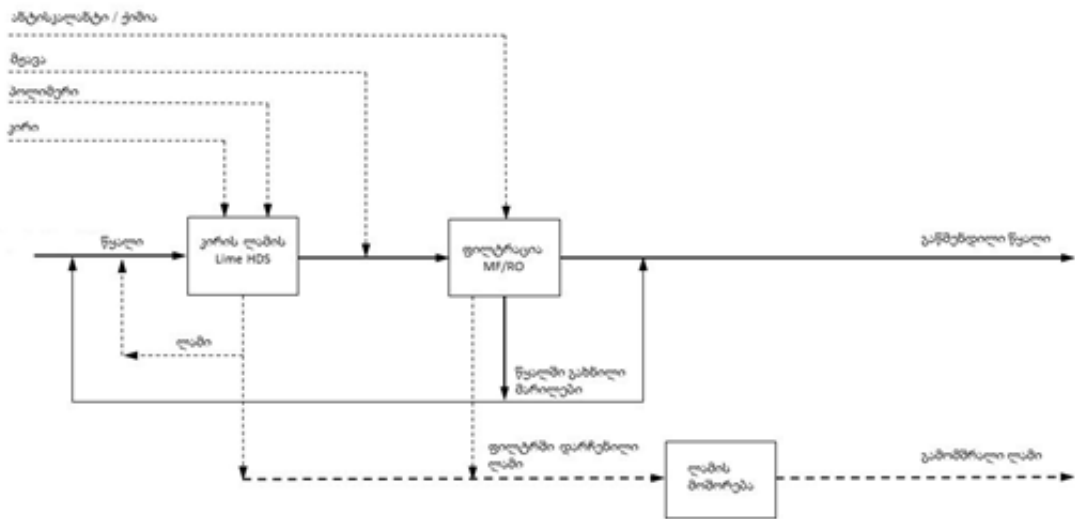 ანტისკალანტი / ქიმია
მჟავა
პოლიმერი
კირი
წყალი
კირის ლამის
Lime HDS
ფილტრაცია
MF/RO
გაწმენდილი წყალი
ლამი
წყალში გახსნილი
მარილები
ფილტრში დარჩენილი
ლამი
ლამის
მოშორება
გამომშრალი ლამი